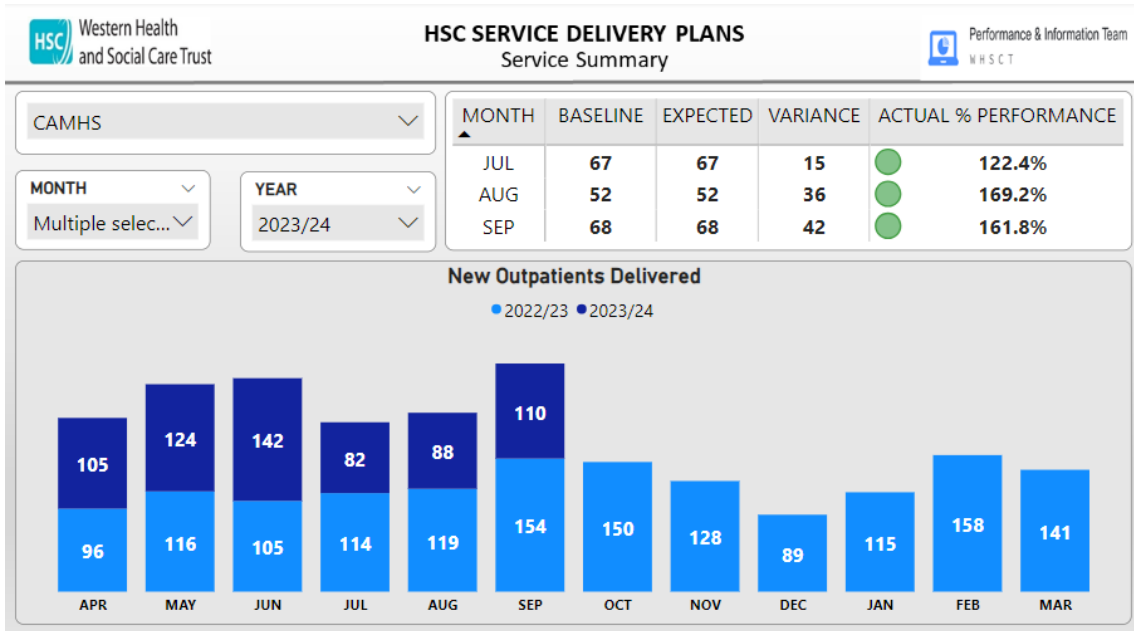 HSC
Western Health
and Social Care Trust
HSC SERVICE DELIVERY PLANS
Service Summary
Performance & Information Team
WHSCT
CAMHS
MONTH
Multiple selec...
YEAR
2023/24
MONTH BASELINE EXPECTED VARIANCE ACTUAL % PERFORMANCE
JUL 67 67 15 122.4%
AUG 52 52 36 169.2%
SEP 68 68 42 161.8%
New Outpatients Delivered
2022/23 2023/24
105 124 142 82 88 110
96 116 105 114 119 154 150 128 89 115 158 141
APR MAY JUN JUL AUG SEP OCT NOV DEC JAN FEB MAR